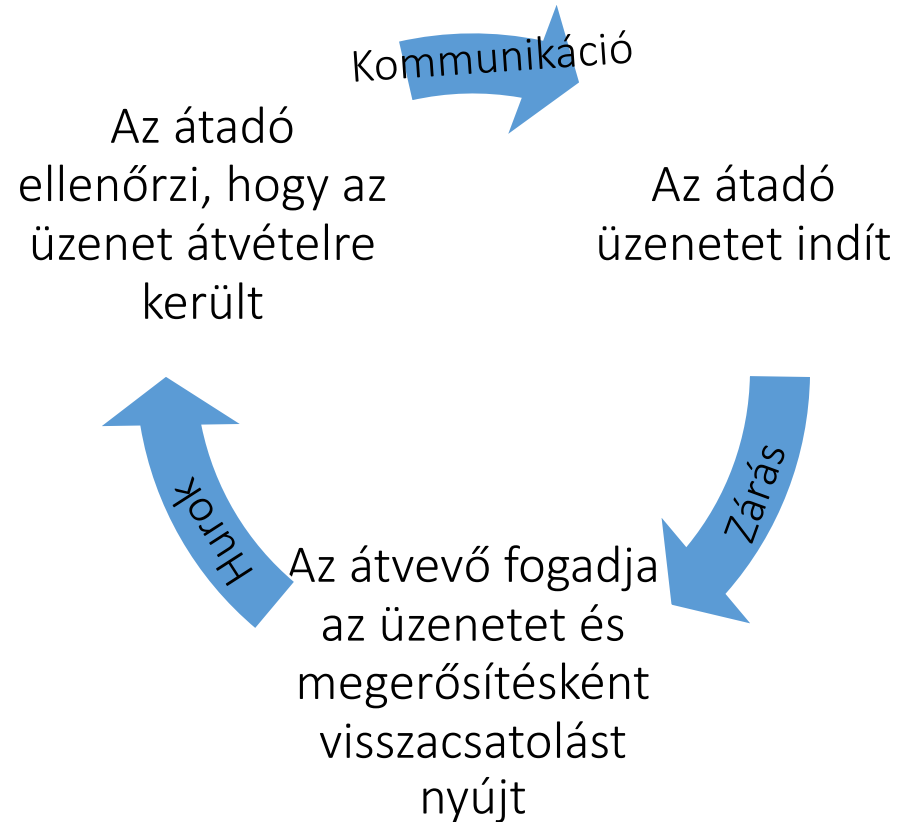 Kommunikáció
Az átadó
ellenőrzi, hogy az
üzenet átvételre
került
Az átadó
üzenetet indít
Zárás
Hurok
Az átvevő fogadja
az üzenetet és
megerősítésként
visszacsatolást
nyújt